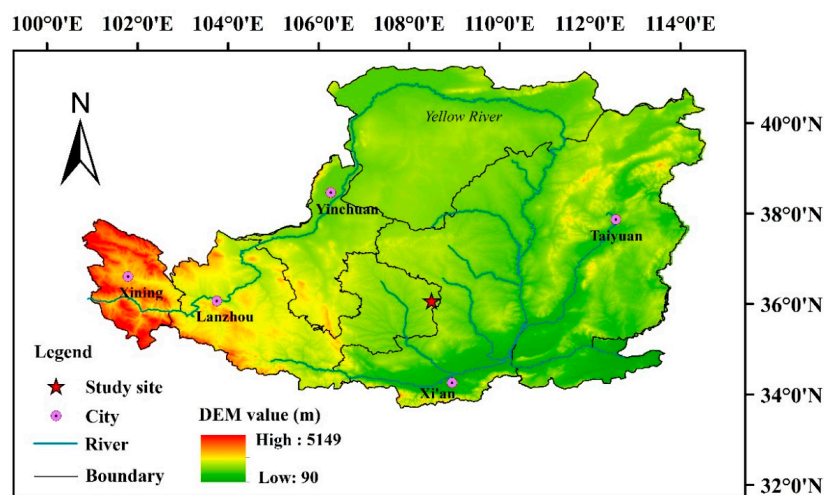 100°0'E 102°0'E 104°0'E 106°0'E 108°0'E 110°0'E 112°0'E 114°0'E
N
Yellow River
40°0'N
Yinchuan
38°0'N
Taiyuan
Xining
Lanzhou
36°0'N
Legend
Study site
Xi'an
34°0'N
City
DEM value (m)
River
High : 5149
Boundary
Low: 90
32°0'N